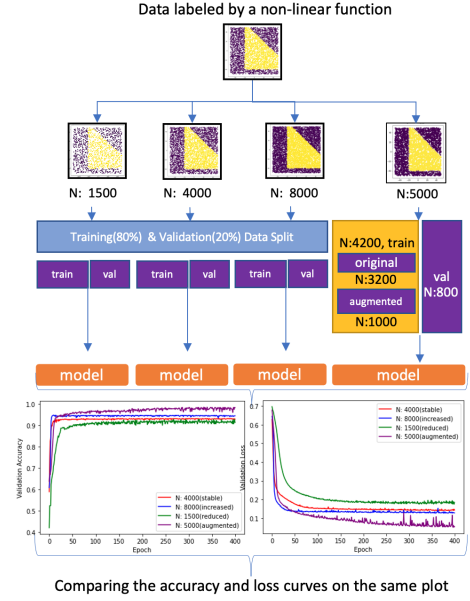 Data labeled by a non-linear function
N: 1500
N: 4000
N: 8000
N:5000
Training(80%) & Validation(20%) Data Split
train
val
train
val
train
val
N:4200, train
original
N:3200
augmented
N:1000
val
N:800
model
model
model
model
Validation Accuracy
1.0
0.9
0.8
0.7
0.6
0.5
0.4
0
50
100
150
200
250
300
350
400
Epoch
N: 4000(stable)
N: 8000(increased)
N: 1500(reduced)
N: 5000(augmented)
Validation Loss
0.7
0.6
0.5
0.4
0.3
0.2
0.1
0
50
100
150
200
250
300
350
400
Epoch
N: 4000(stable)
N: 8000(increased)
N: 1500(reduced)
N: 5000(augmented)
Comparing the accuracy and loss curves on the same plot